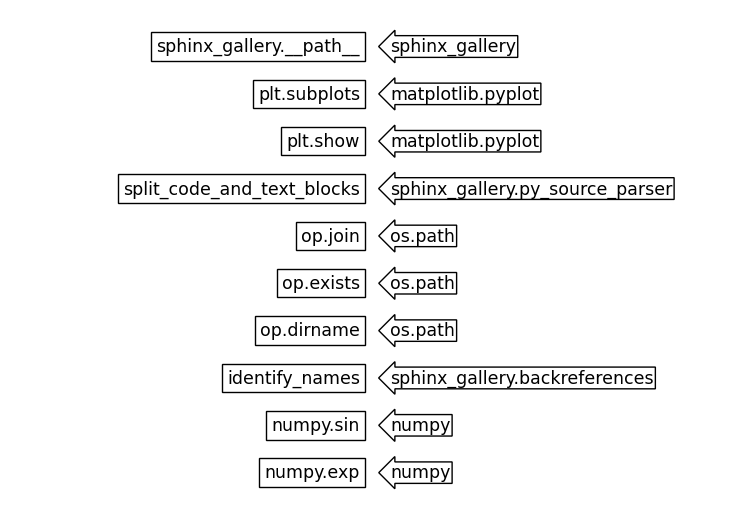 sphinx_gallery.__path__ sphinx_gallery
plt.subplots matplotlib.pyplot
plt.show matplotlib.pyplot
split_code_and_text_blocks sphinx_gallery.py_source_parser
op.join os.path
op.exists os.path
op.dirname os.path
identify_names sphinx_gallery.backreferences
numpy.sin numpy
numpy.exp numpy